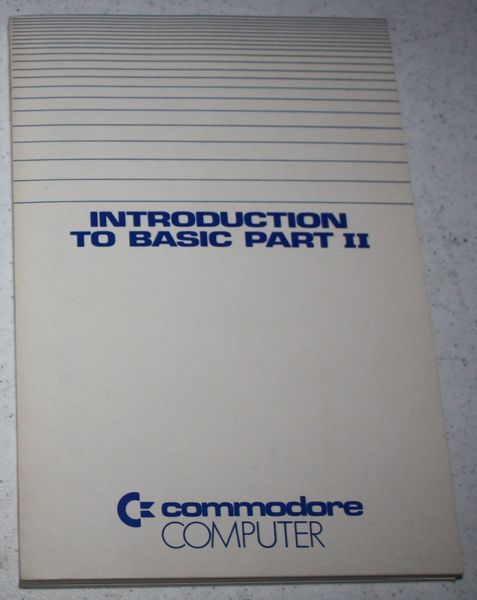 INTRODUCTION
TO BASIC PART II
commodore
COMPUTER